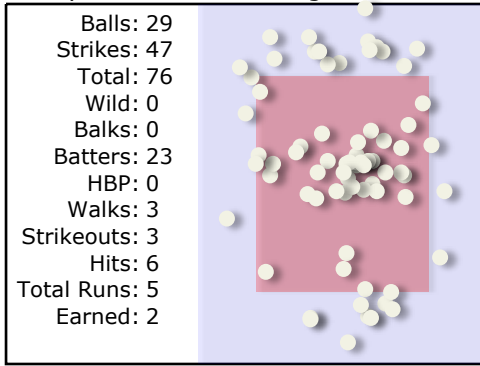 Balls: 29
Strikes: 47
Total: 76
Wild: 0
Balks: 0
Batters: 23
HBP: 0
Walks: 3
Strikeouts: 3
Hits: 6
Total Runs: 5
Earned: 2